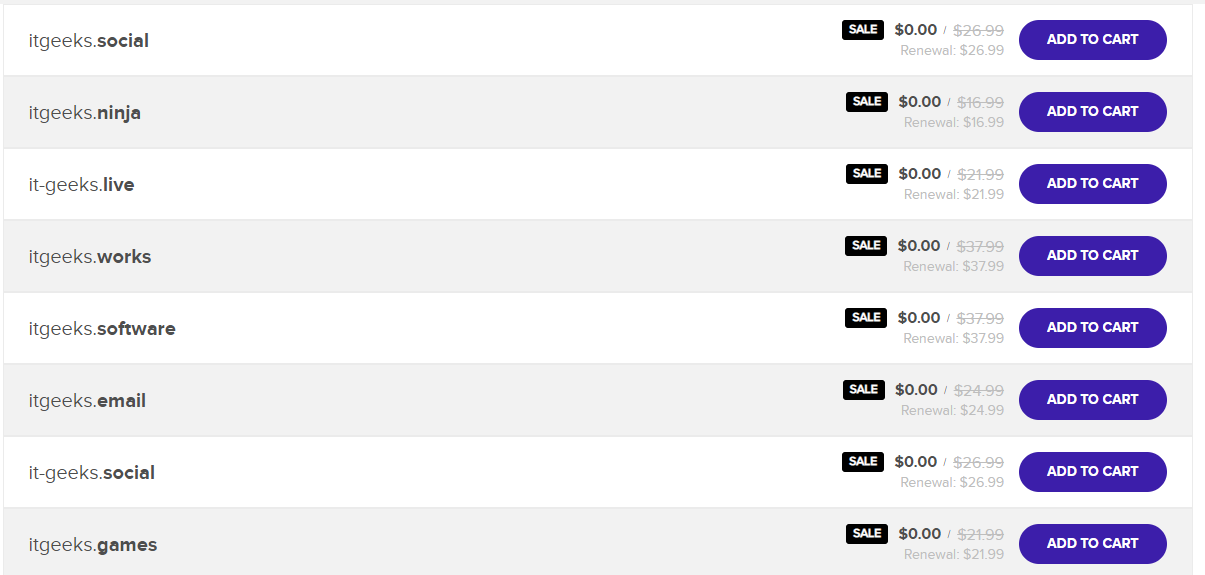 itgeeks.social SALE $0.00 / $26.99 ADD TO CART
Renewal: $26.99
itgeeks.ninja SALE $0.00 / $16.99 ADD TO CART
Renewal: $16.99
it-geeks.live SALE $0.00 / $21.99 ADD TO CART
Renewal: $21.99
itgeeks.works SALE $0.00 / $37.99 ADD TO CART
Renewal: $37.99
itgeeks.software SALE $0.00 / $37.99 ADD TO CART
Renewal: $37.99
itgeeks.email SALE $0.00 / $24.99 ADD TO CART
Renewal: $24.99
it-geeks.social SALE $0.00 / $26.99 ADD TO CART
Renewal: $26.99
itgeeks.games SALE $0.00 / $21.99 ADD TO CART
Renewal: $21.99